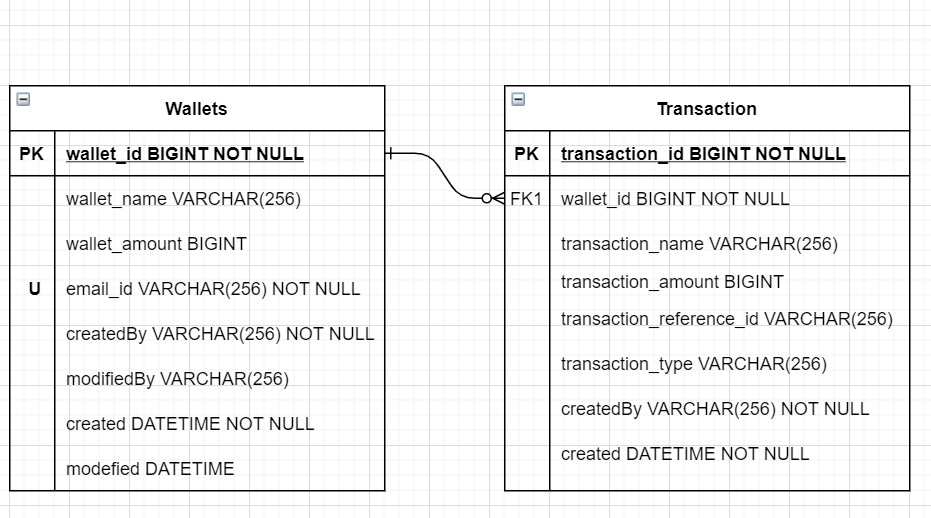 Wallets
PK wallet_id BIGINT NOT NULL
wallet_name VARCHAR(256)
wallet_amount BIGINT
U email_id VARCHAR(256) NOT NULL
createdBy VARCHAR(256) NOT NULL
modifiedBy VARCHAR(256)
created DATETIME NOT NULL
modefied DATETIME
Transaction
PK transaction_id BIGINT NOT NULL
FK1 wallet_id BIGINT NOT NULL
transaction_name VARCHAR(256)
transaction_amount BIGINT
transaction_reference_id VARCHAR(256)
transaction_type VARCHAR(256)
createdBy VARCHAR(256) NOT NULL
created DATETIME NOT NULL